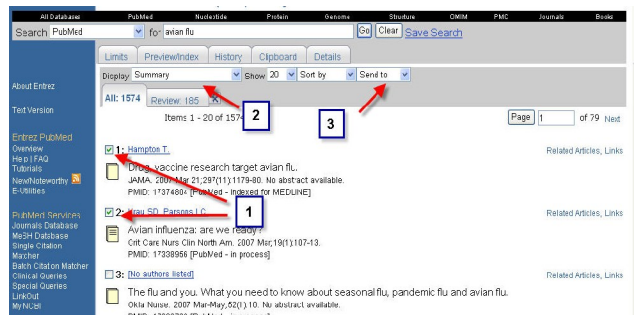 All Databases PubMed Nucleotide Protein Genome Structure OMIM PMC Journals Books
Search PubMed for avian flu Go Clear Save Search
Limits Preview/Index History Clipboard Details
Display Summary Show 20 Sort by Send to
All: 1574 Review: 185
Items 1 - 20 of 1574 Page 1 of 79 Next
2
3
About Entrez
Text Version
Entrez PubMed
Overview
Help | FAQ
Tutorials
New/Noteworthy
E-Utilities
PubMed Services
Journals Database
MeSH Database
Single Citation
Matcher
Batch Citation Matcher
Clinical Queries
Special Queries
LinkOut
My NCBI
1: Hampton T. Related Articles, Links
Drug, vaccine research target avian flu.
JAMA. 2007 Mar 21;297(11):1179-80. No abstract available.
PMID: 17374804 [PubMed - indexed for MEDLINE]
1
2: Krau SD, Parsons LC. Related Articles, Links
Avian influenza: are we ready?
Crit Care Nurs Clin North Am. 2007 Mar;19(1):107-13.
PMID: 17338956 [PubMed - in process]
3: [No authors listed] Related Articles, Links
The flu and you. What you need to know about seasonal flu, pandemic flu and avian flu.
Okla Nurse. 2007 Mar-May;52(1):10. No abstract available.